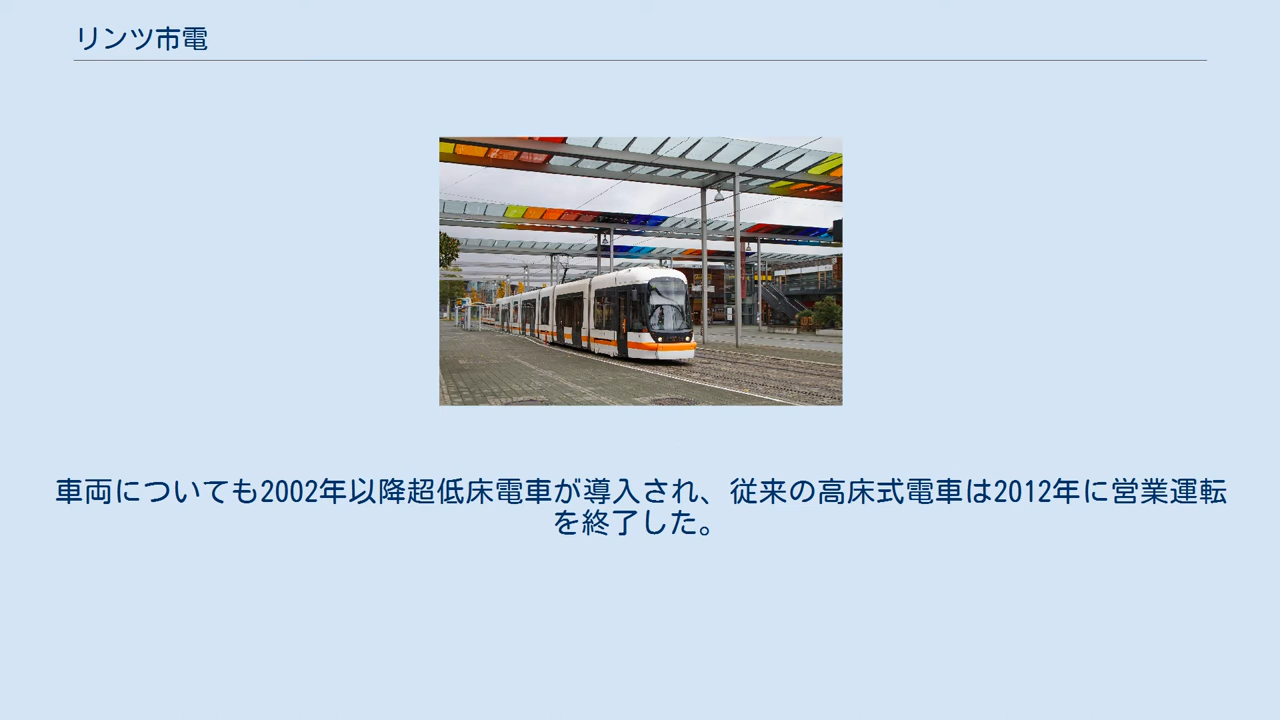 リンツ市電
車両についても2002年以降超低床電車が導入され、従来の高床式電車は2012年に営業運転
を終了した。